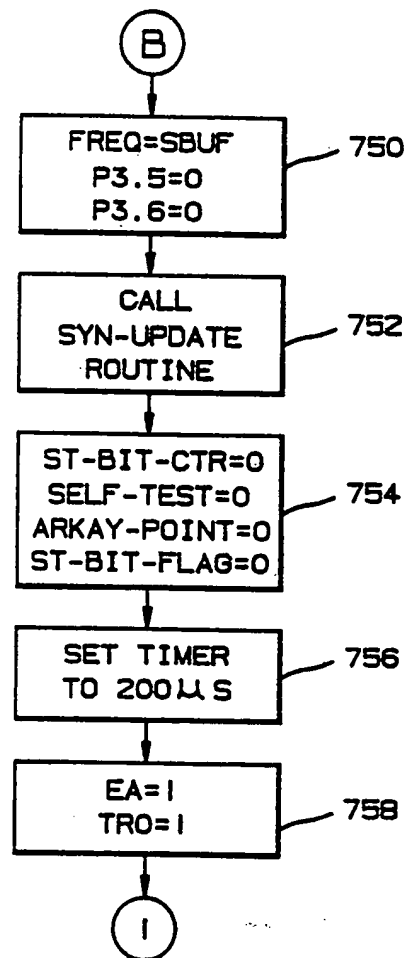 B
FREQ=SBUF
P3.5=0
P3.6=0
750
CALL
SYN-UPDATE
ROUTINE
752
ST-BIT-CTR=0
SELF-TEST=0
ARKAY-POINT=0
ST-BIT-FLAG=0
754
SET TIMER
TO 200µS
756
EA=1
TR0=1
758
1